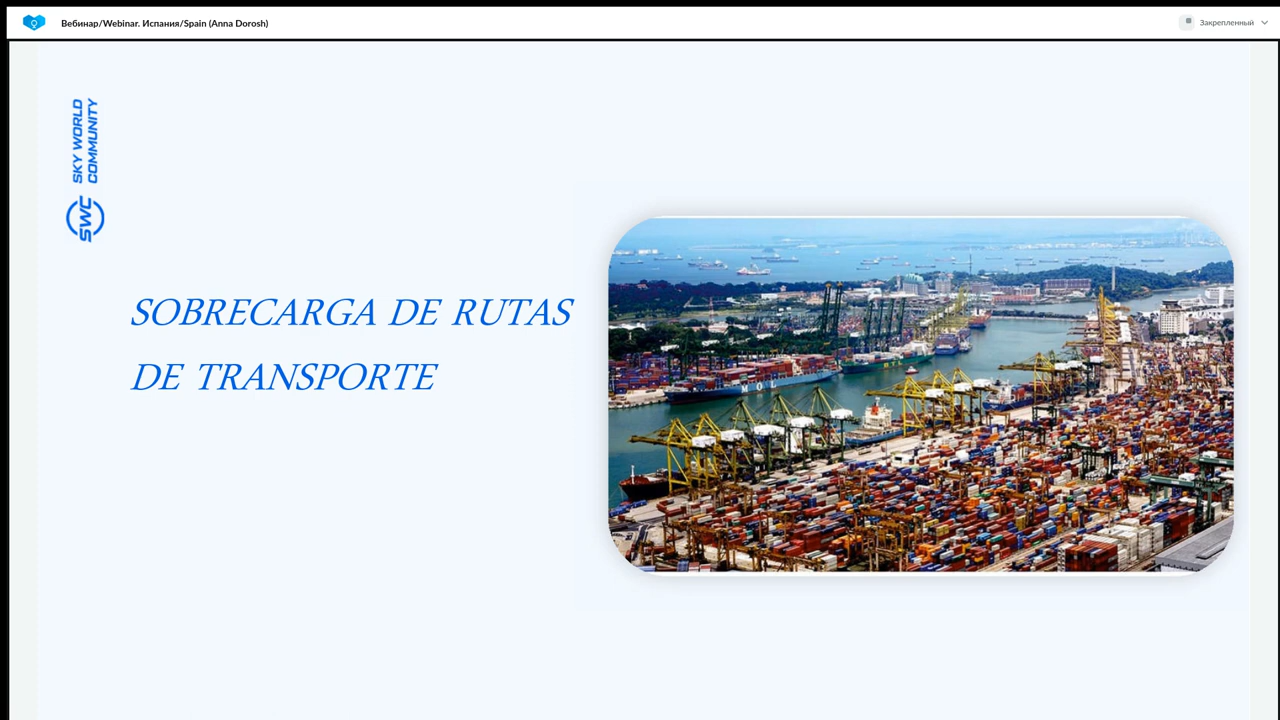 Вебинар/Webinar. Испания/Spain (Anna Dorosh)
Закрепленный
SKY WORLD
COMMUNITY
SWC
SOBRECARGA DE RUTAS
DE TRANSPORTE
MOL